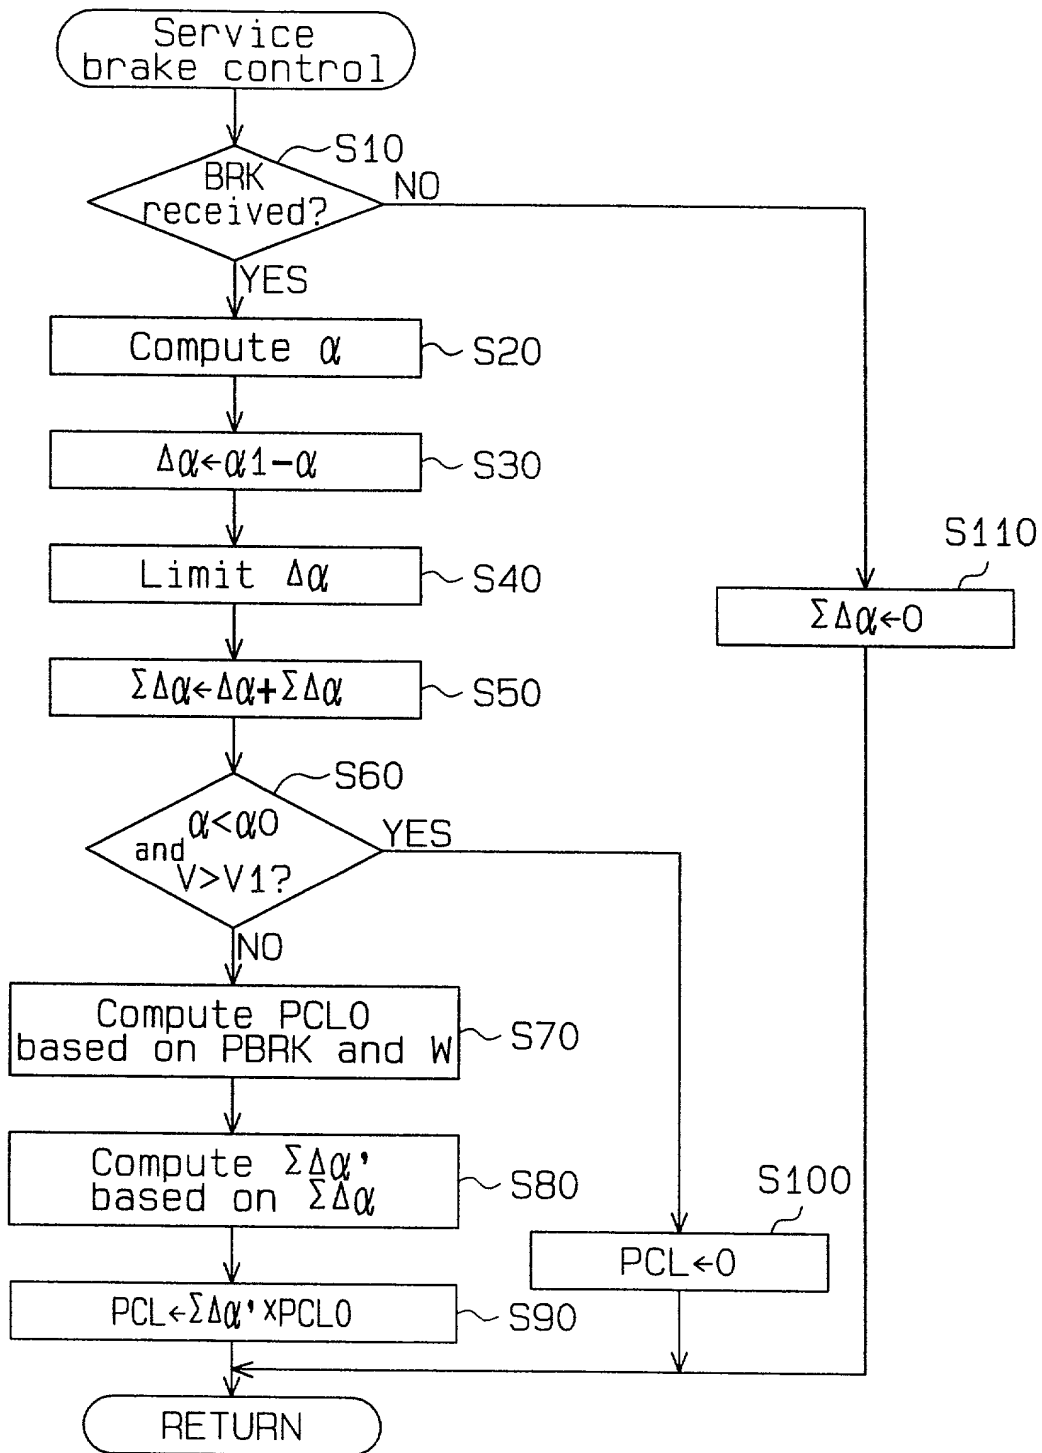 Service
brake control
S10
BRK
received?
NO
YES
Compute α
S20
Δα←α1-α
S30
Limit Δα
S40
S110
ΣΔα←0
ΣΔα←Δα+ΣΔα
S50
S60
α<α0
and
V>V1?
YES
NO
Compute PCL0
based on PBRK and W
S70
Compute ΣΔα'
based on ΣΔα
S80
S100
PCL←0
PCL←ΣΔα'×PCL0
S90
RETURN